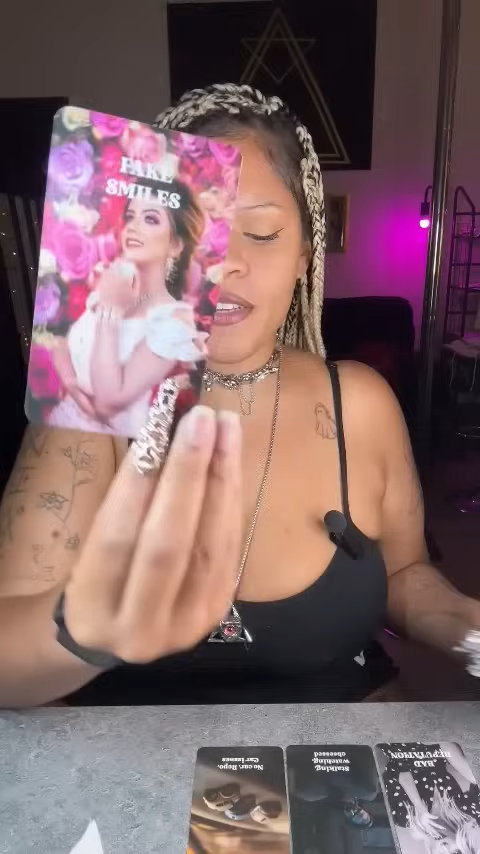 FAKE
SMILES
No car. Repo.
Car Issues
Stalking,
watching,
obsessed
BAD
REPUTATION